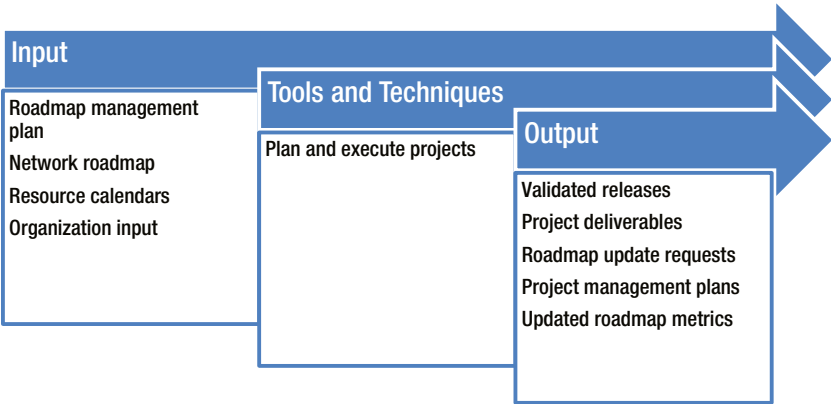 Input
Roadmap management
plan
Network roadmap
Resource calendars
Organization input
Tools and Techniques
Plan and execute projects
Output
Validated releases
Project deliverables
Roadmap update requests
Project management plans
Updated roadmap metrics